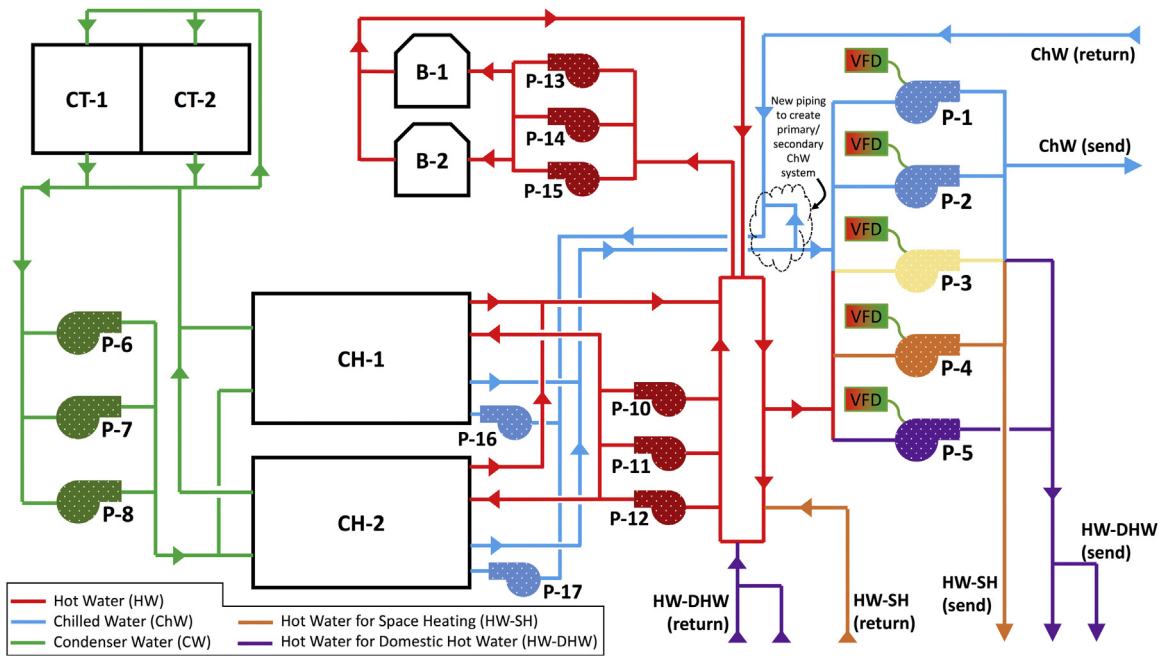 CT-1
CT-2
B-1
B-2
P-13
P-14
P-15
New piping
to create
primary/
secondary
ChW
system
VFD
P-1
VFD
P-2
VFD
P-3
VFD
P-4
VFD
P-5
ChW (return)
ChW (send)
P-6
P-7
P-8
CH-1
CH-2
P-16
P-17
P-10
P-11
P-12
HW-DHW
(return)
HW-SH
(return)
HW-SH
(send)
HW-DHW
(send)
Hot Water (HW)
Chilled Water (ChW)
Condenser Water (CW)
Hot Water for Space Heating (HW-SH)
Hot Water for Domestic Hot Water (HW-DHW)